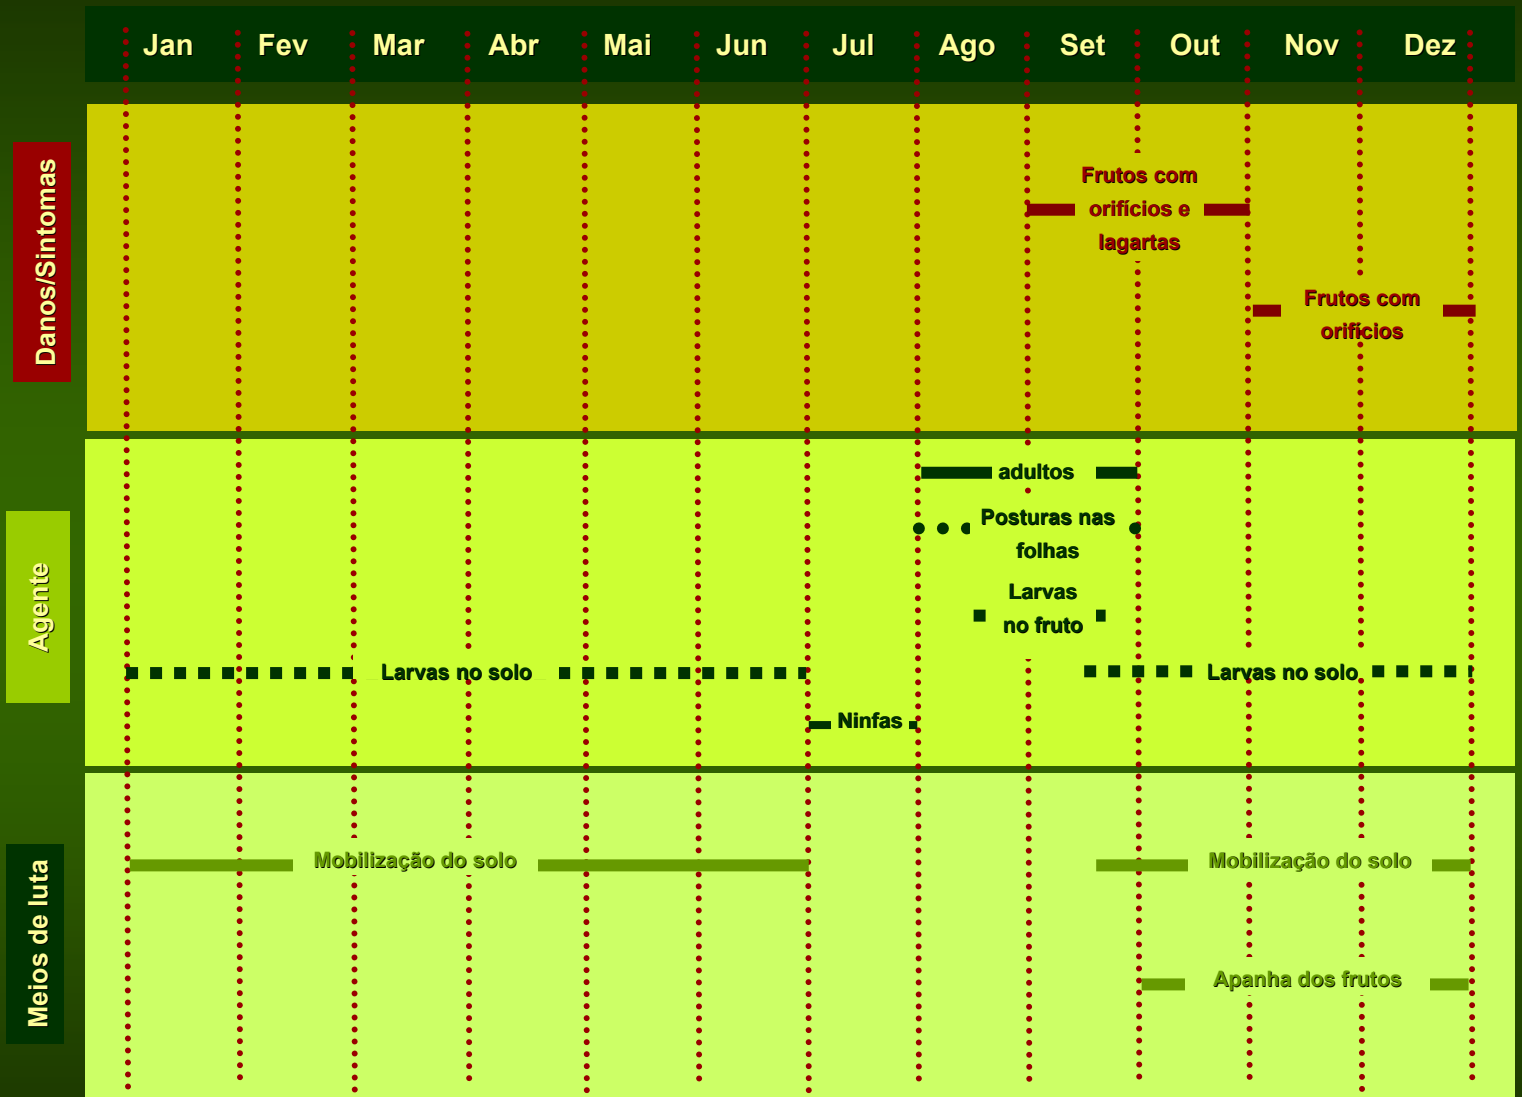 Jan Fev Mar Abr Mai Jun Jul Ago Set Out Nov Dez
Danos/Sintomas
Frutos com
orifícios e
lagartas
Frutos com
orifícios
Agente
adultos
Posturas nas
folhas
Larvas
no fruto
Larvas no solo
Larvas no solo
Ninfas
Meios de luta
Mobilização do solo
Mobilização do solo
Apanha dos frutos